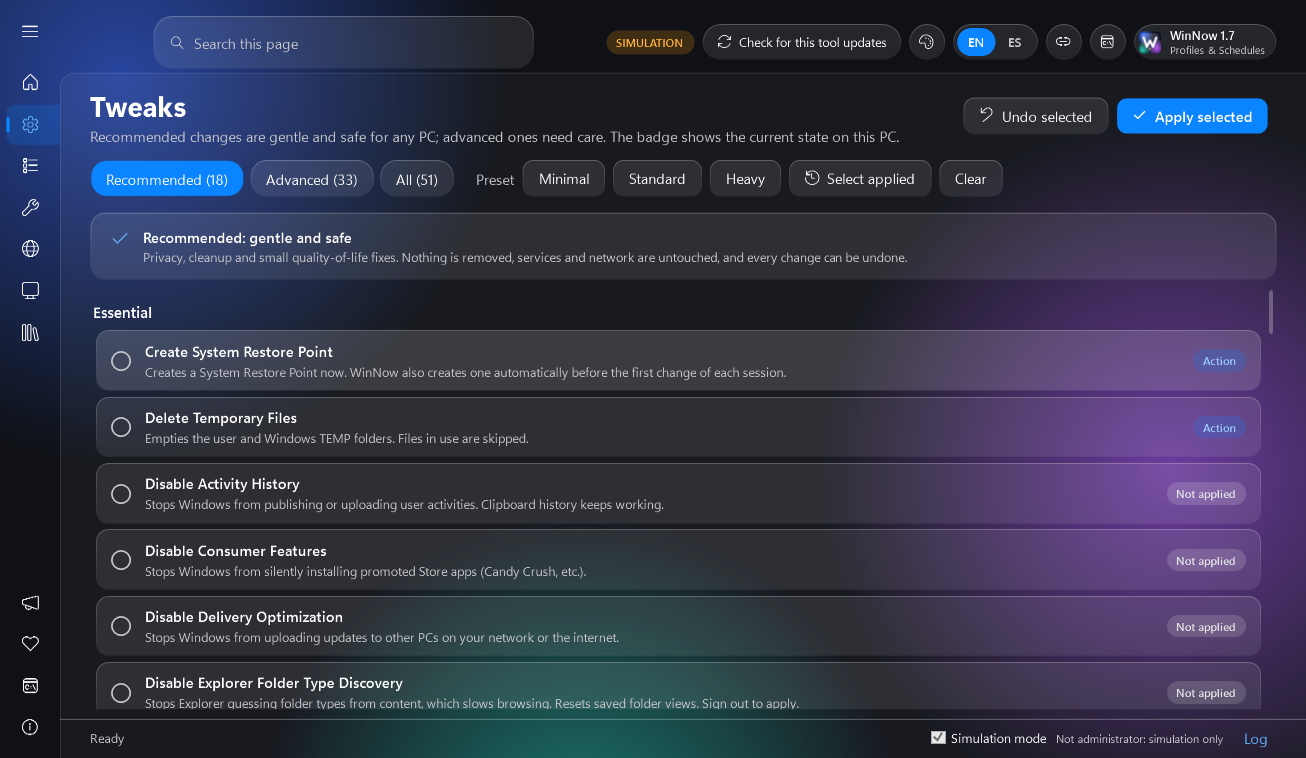 Search this page
SIMULATION
Check for this tool updates
EN
ES
WinNow 1.7
Profiles & Schedules
Tweaks
Recommended changes are gentle and safe for any PC; advanced ones need care. The badge shows the current state on this PC.
Undo selected
Apply selected
Recommended (18)
Advanced (33)
All (51)
Preset
Minimal
Standard
Heavy
Select applied
Clear
Recommended: gentle and safe
Privacy, cleanup and small quality-of-life fixes. Nothing is removed, services and network are untouched, and every change can be undone.
Essential
Create System Restore Point
Creates a System Restore Point now. WinNow also creates one automatically before the first change of each session.
Action
Delete Temporary Files
Empties the user and Windows TEMP folders. Files in use are skipped.
Action
Disable Activity History
Stops Windows from publishing or uploading user activities. Clipboard history keeps working.
Not applied
Disable Consumer Features
Stops Windows from silently installing promoted Store apps (Candy Crush, etc.).
Not applied
Disable Delivery Optimization
Stops Windows from uploading updates to other PCs on your network or the internet.
Not applied
Disable Explorer Folder Type Discovery
Stops Explorer guessing folder types from content, which slows browsing. Resets saved folder views. Sign out to apply.
Not applied
Ready
Simulation mode
Not administrator: simulation only
Log